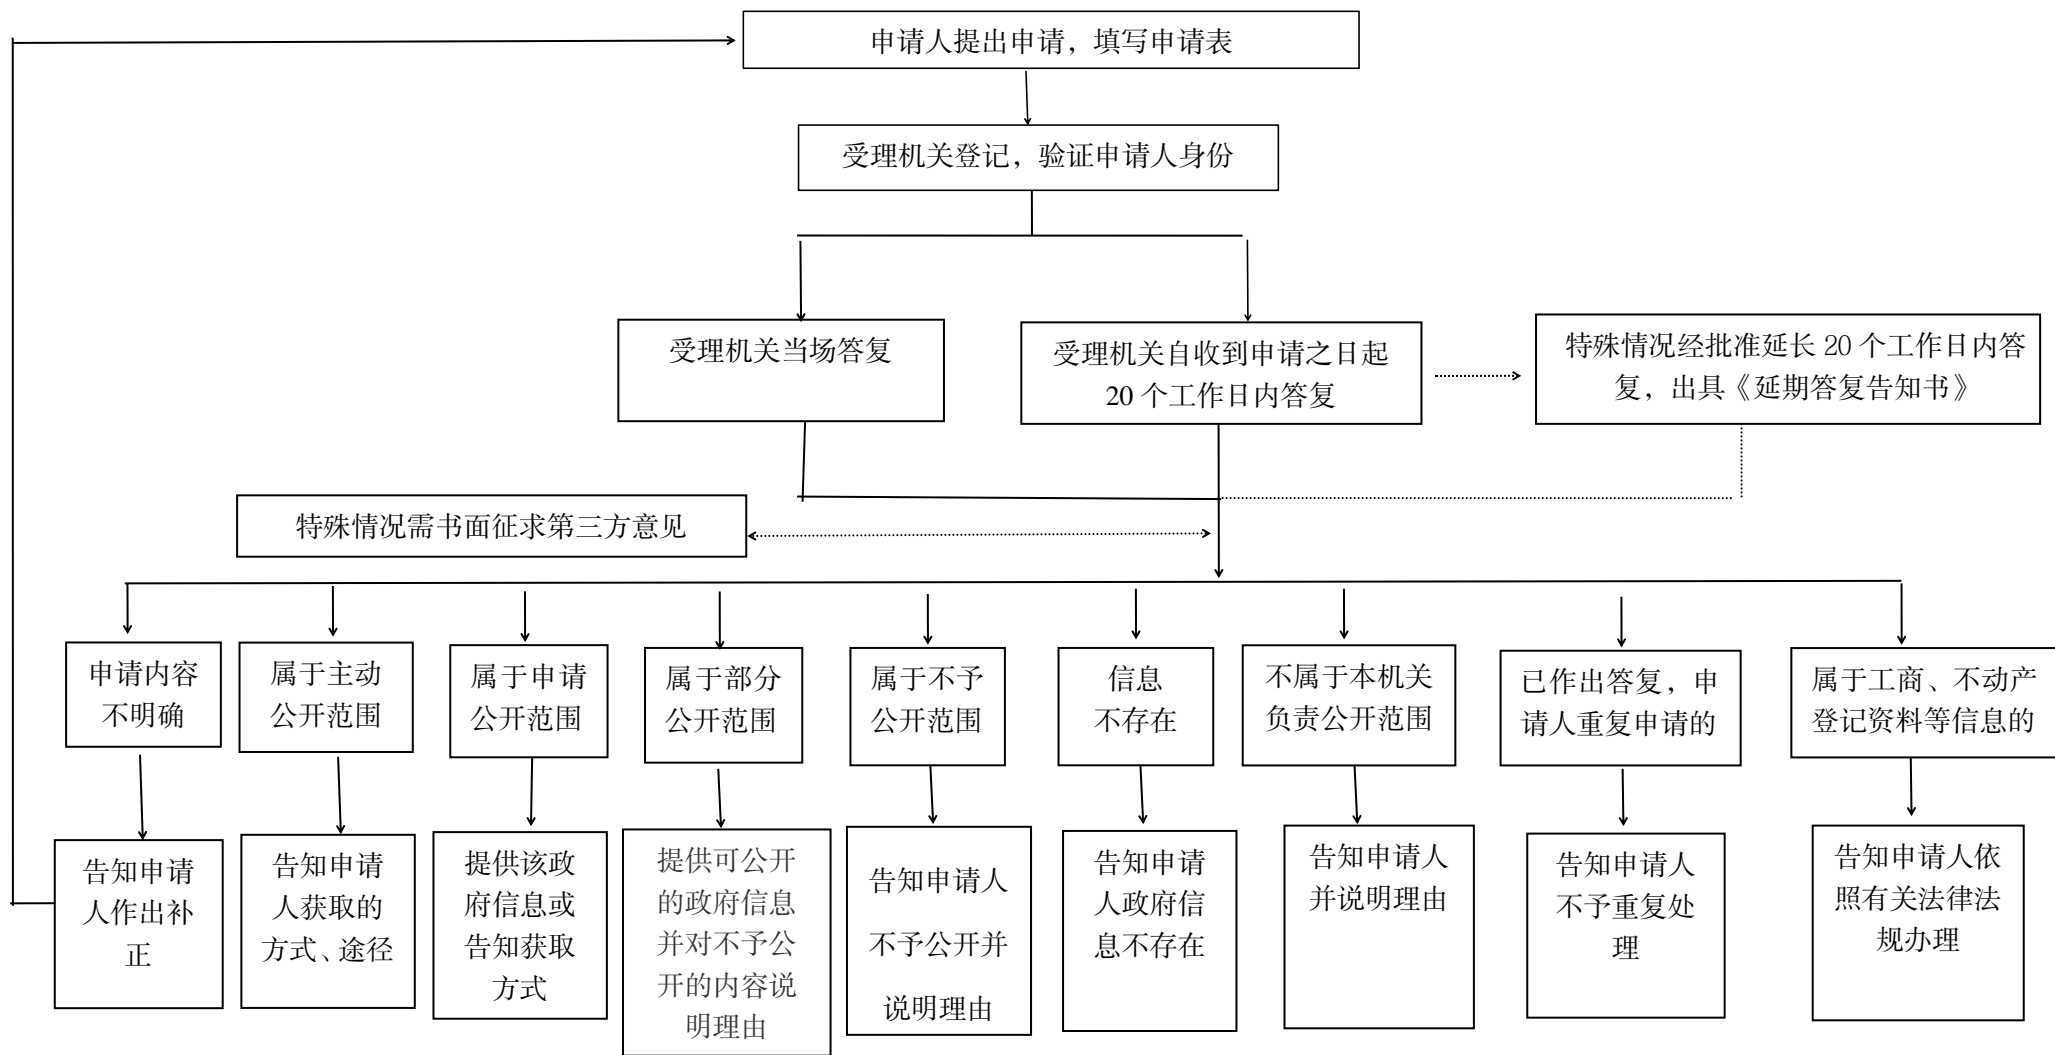 申请人提出申请，填写申请表
受理机关登记，验证申请人身份
受理机关当场答复
受理机关自收到申请之日起
20 个工作日内答复
特殊情况经批准延长 20 个工作日内答
复，出具《延期答复告知书》
特殊情况需书面征求第三方意见
申请内容
不明确
属于主动
公开范围
属于申请
公开范围
属于部分
公开范围
属于不予
公开范围
信息
不存在
不属于本机关
负责公开范围
已作出答复，申
请人重复申请的
属于工商、不动产
登记资料等信息的
告知申请
人作出补
正
告知申请
人获取的
方式、途径
提供该政
府信息或
告知获取
方式
提供可公开
的政府信息
并对不予公
开的内容说
明理由
告知申请人
不予公开并
说明理由
告知申请
人政府信
息不存在
告知申请人
并说明理由
告知申请人
不予重复处
理
告知申请人依
照有关法律法
规办理